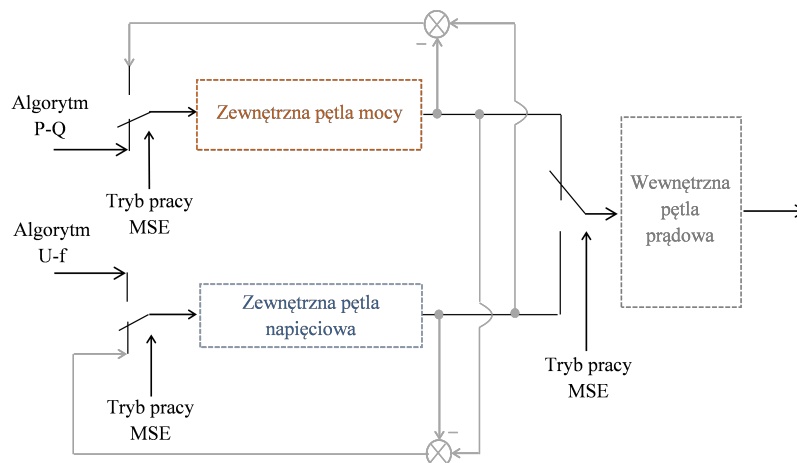 Algorytm
P-Q
Zewnętrzna pętla mocy
Tryb pracy
MSE
Wewnętrzna
pętla
prądowa
Algorytm
U-f
Zewnętrzna pętla
napięciowa
Tryb pracy
MSE
Tryb pracy
MSE